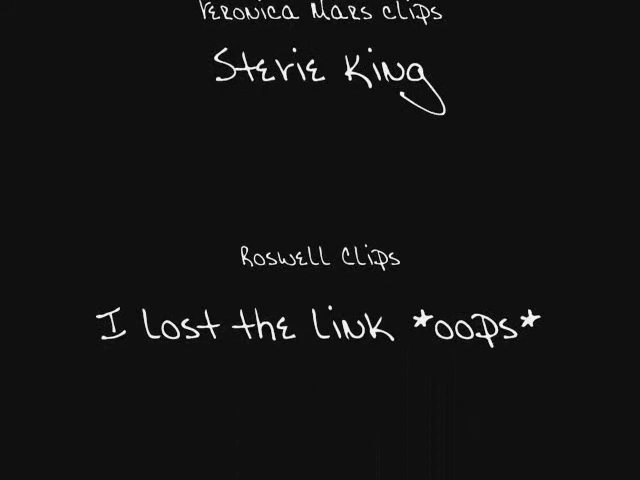 Veronica Mars clips
Stevie King
Roswell Clips
I lost the link *oops*